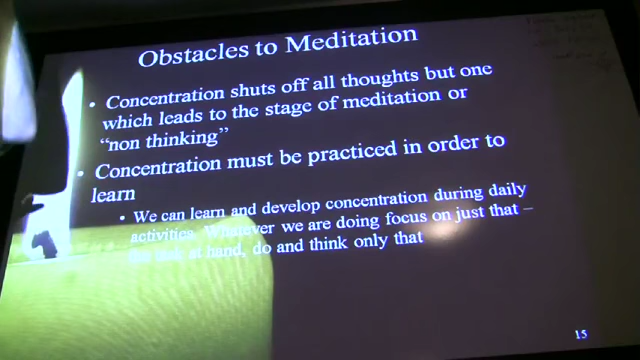 Obstacles to Meditation
• Concentration shuts off all thoughts but one
which leads to the stage of meditation or
"non thinking"
• Concentration must be practiced in order to
learn
• We can learn and develop concentration during daily
activities. Whatever we are doing focus on just that –
the task at hand, do and think only that
15